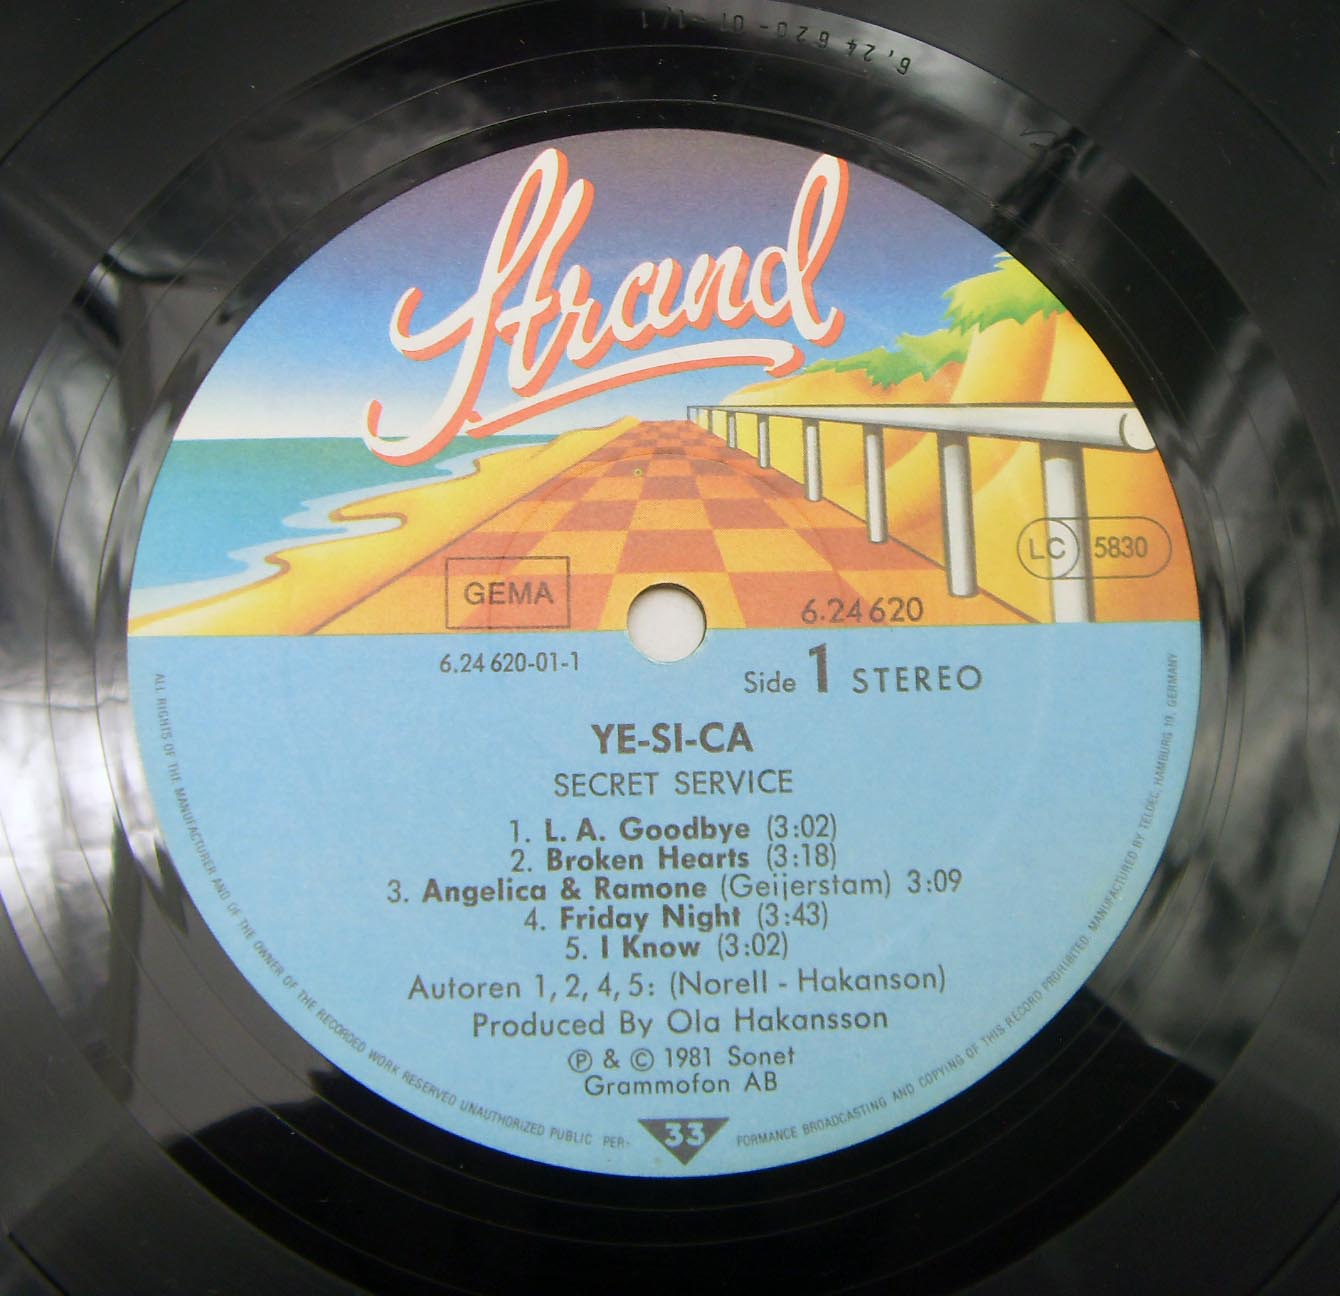 6.24 620-01-1/1
Strand
LC 5830
GEMA
6.24 620
6.24 620-01-1
Side 1 STEREO
YE-SI-CA
SECRET SERVICE
1. L. A. Goodbye (3:02)
2. Broken Hearts (3:18)
3. Angelica & Ramone (Geijerstam) 3:09
4. Friday Night (3:43)
5. I Know (3:02)
Autoren 1, 2, 4, 5: (Norell - Hakanson)
Produced By Ola Hakansson
Ⓟ & © 1981 Sonet
Grammofon AB
ALL RIGHTS OF THE MANUFACTURER AND OF THE OWNER OF THE RECORDED WORK RESERVED UNAUTHORIZED PUBLIC PER-
33
FORMANCE BROADCASTING AND COPYING OF THIS RECORD PROHIBITED. MANUFACTURED BY TELDEC, HAMBURG 19, GERMANY